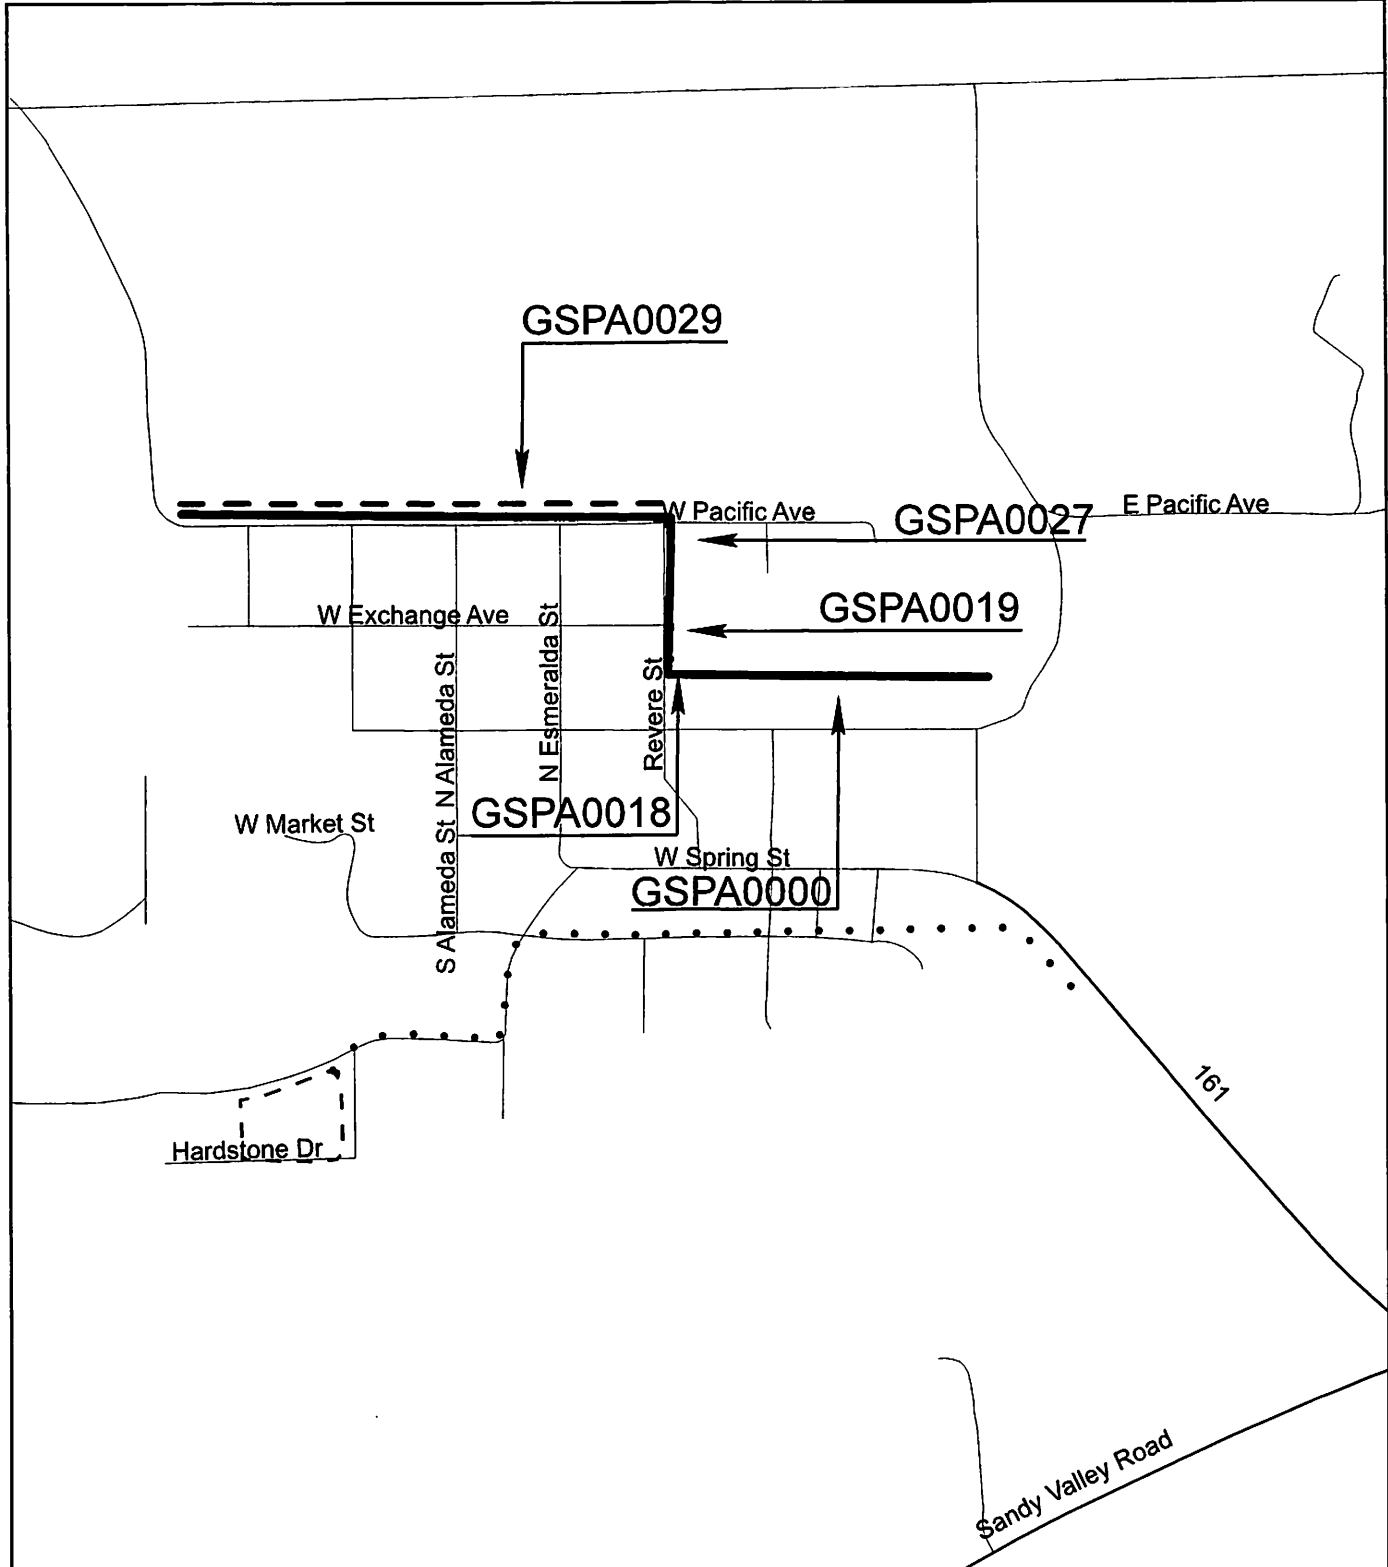 GSPA0029
W Pacific Ave
GSPA0027
E Pacific Ave
W Exchange Ave
GSPA0019
N Esmeralda St
N Alameda St
Revere St
GSPA0018
W Market St
S Alameda St
W Spring St
GSPA0000
161
Hardstone Dr
Sandy Valley Road